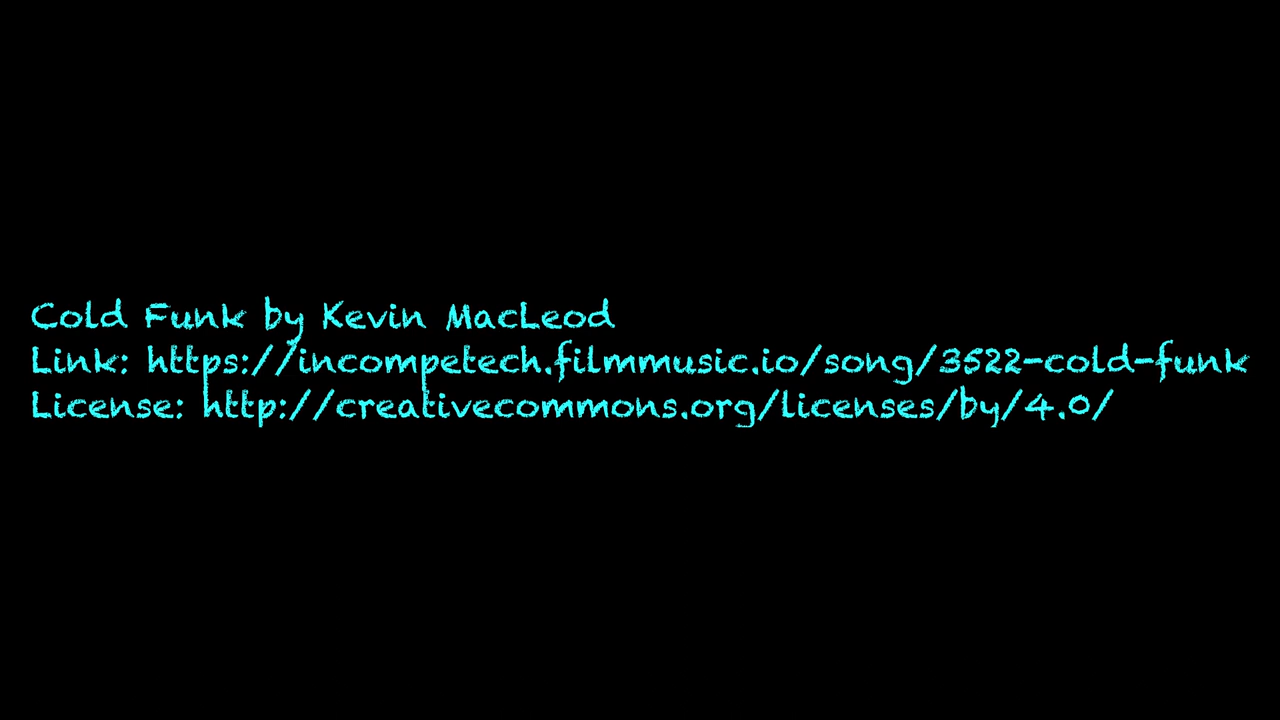 Cold Funk by Kevin MacLeod
Link: https://incompetech.filmmusic.io/song/3522-cold-funk
License: http://creativecommons.org/licenses/by/4.0/